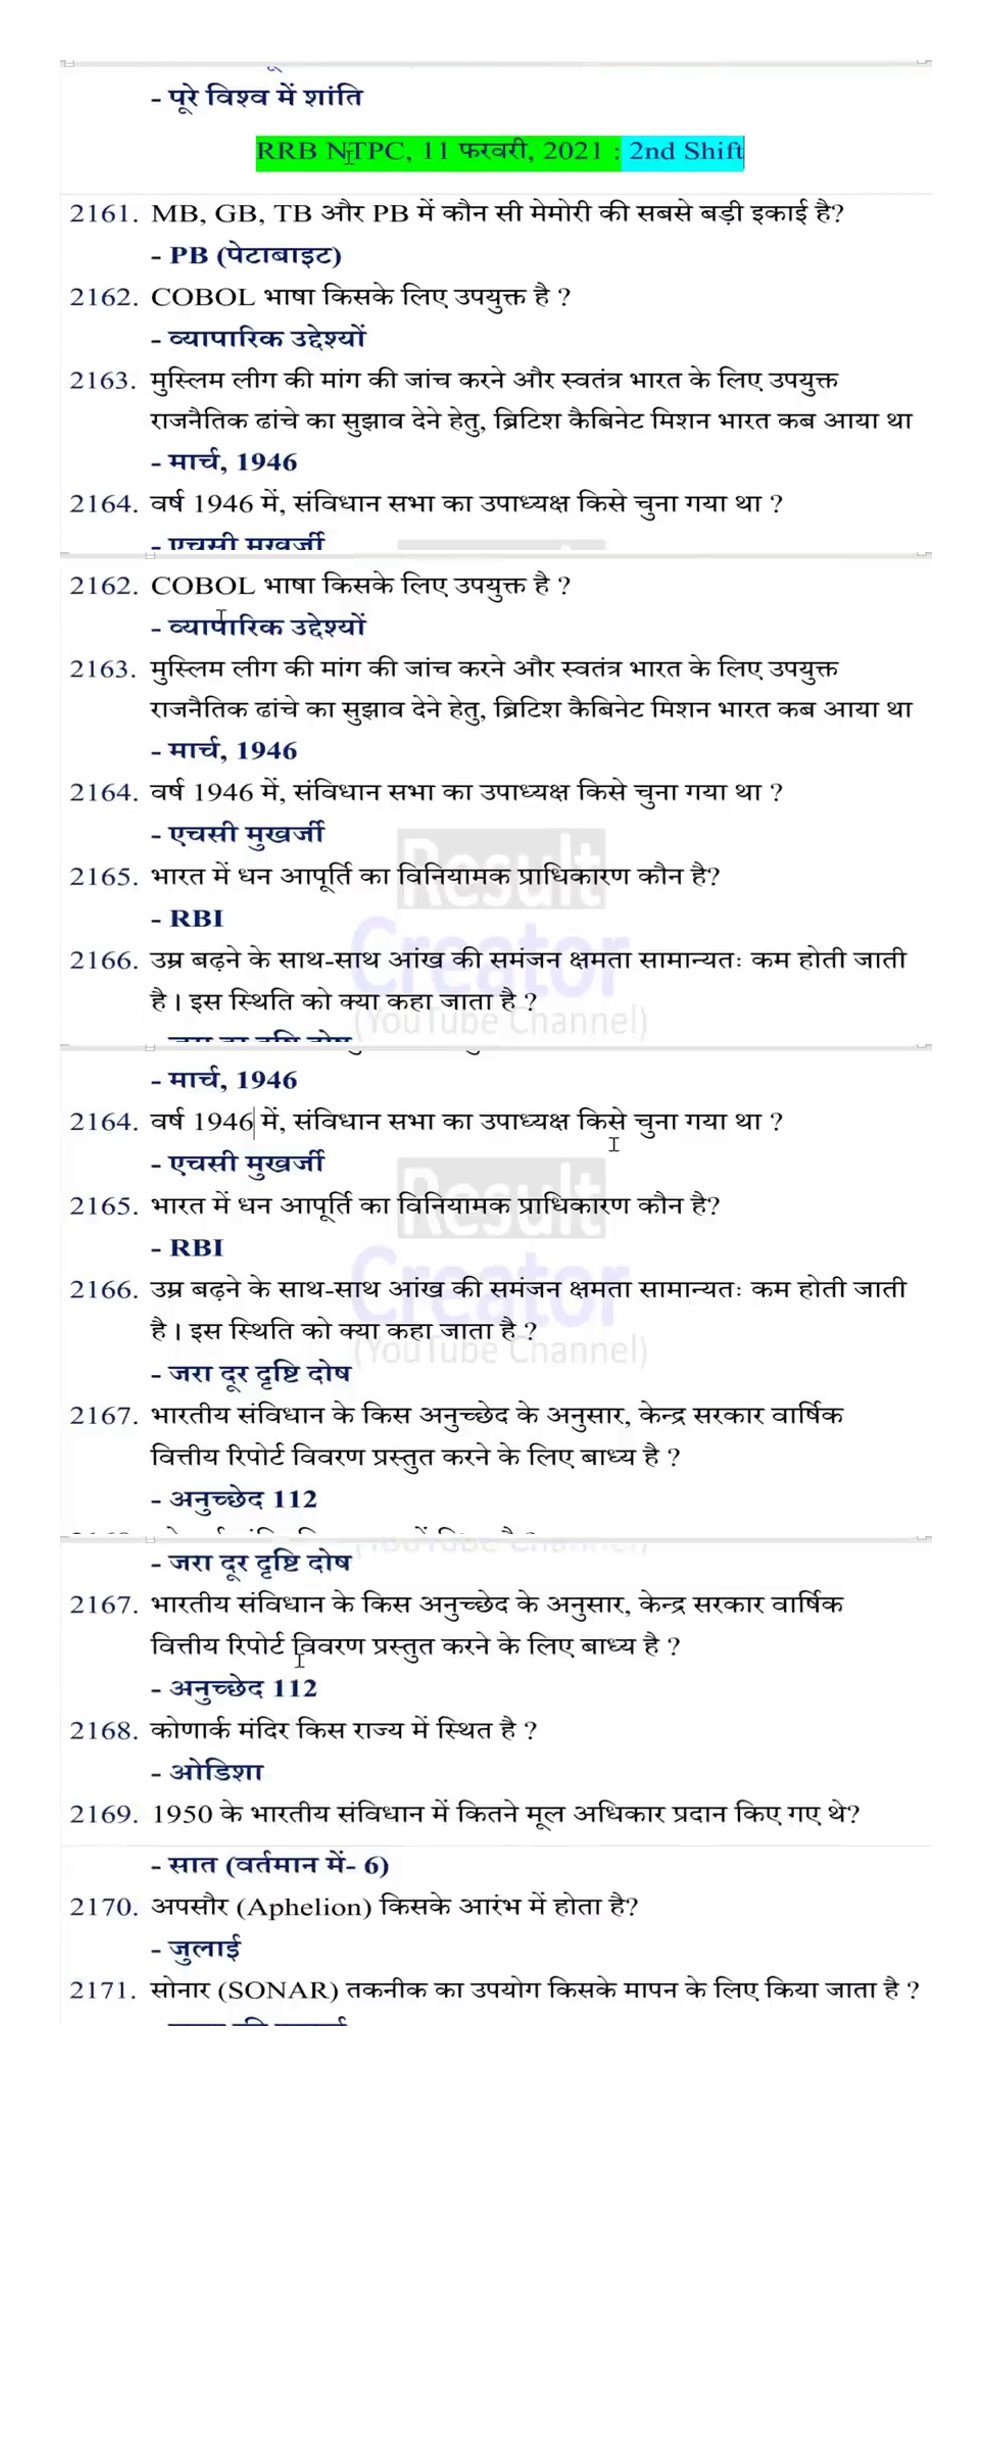 - पूरे विश्व में शांति
RRB NTPC, 11 फरवरी, 2021 : 2nd Shift
2161. MB, GB, TB और PB में कौन सी मेमोरी की सबसे बड़ी इकाई है?
- PB (पेटाबाइट)
2162. COBOL भाषा किसके लिए उपयुक्त है ?
- व्यापारिक उद्देश्यों
2163. मुस्लिम लीग की मांग की जांच करने और स्वतंत्र भारत के लिए उपयुक्त
राजनैतिक ढांचे का सुझाव देने हेतु, ब्रिटिश कैबिनेट मिशन भारत कब आया था
- मार्च, 1946
2164. वर्ष 1946 में, संविधान सभा का उपाध्यक्ष किसे चुना गया था ?
- एचसी मुखर्जी
2162. COBOL भाषा किसके लिए उपयुक्त है ?
- व्यापारिक उद्देश्यों
2163. मुस्लिम लीग की मांग की जांच करने और स्वतंत्र भारत के लिए उपयुक्त
राजनैतिक ढांचे का सुझाव देने हेतु, ब्रिटिश कैबिनेट मिशन भारत कब आया था
- मार्च, 1946
2164. वर्ष 1946 में, संविधान सभा का उपाध्यक्ष किसे चुना गया था ?
- एचसी मुखर्जी
Result
2165. भारत में धन आपूर्ति का विनियामक प्राधिकारण कौन है?
- RBI
Creator
2166. उम्र बढ़ने के साथ-साथ आंख की समंजन क्षमता सामान्यतः कम होती जाती
है। इस स्थिति को क्या कहा जाता है ?
(YouTube Channel)
- मार्च, 1946
2164. वर्ष 1946 में, संविधान सभा का उपाध्यक्ष किसे चुना गया था ?
- एचसी मुखर्जी
Result
2165. भारत में धन आपूर्ति का विनियामक प्राधिकारण कौन है?
- RBI
Creator
2166. उम्र बढ़ने के साथ-साथ आंख की समंजन क्षमता सामान्यतः कम होती जाती
है। इस स्थिति को क्या कहा जाता है ?
(YouTube Channel)
- जरा दूर दृष्टि दोष
2167. भारतीय संविधान के किस अनुच्छेद के अनुसार, केन्द्र सरकार वार्षिक
वित्तीय रिपोर्ट विवरण प्रस्तुत करने के लिए बाध्य है ?
- अनुच्छेद 112
- जरा दूर दृष्टि दोष
2167. भारतीय संविधान के किस अनुच्छेद के अनुसार, केन्द्र सरकार वार्षिक
वित्तीय रिपोर्ट विवरण प्रस्तुत करने के लिए बाध्य है ?
- अनुच्छेद 112
2168. कोणार्क मंदिर किस राज्य में स्थित है ?
- ओडिशा
2169. 1950 के भारतीय संविधान में कितने मूल अधिकार प्रदान किए गए थे?
- सात (वर्तमान में- 6)
2170. अपसौर (Aphelion) किसके आरंभ में होता है?
- जुलाई
2171. सोनार (SONAR) तकनीक का उपयोग किसके मापन के लिए किया जाता है ?